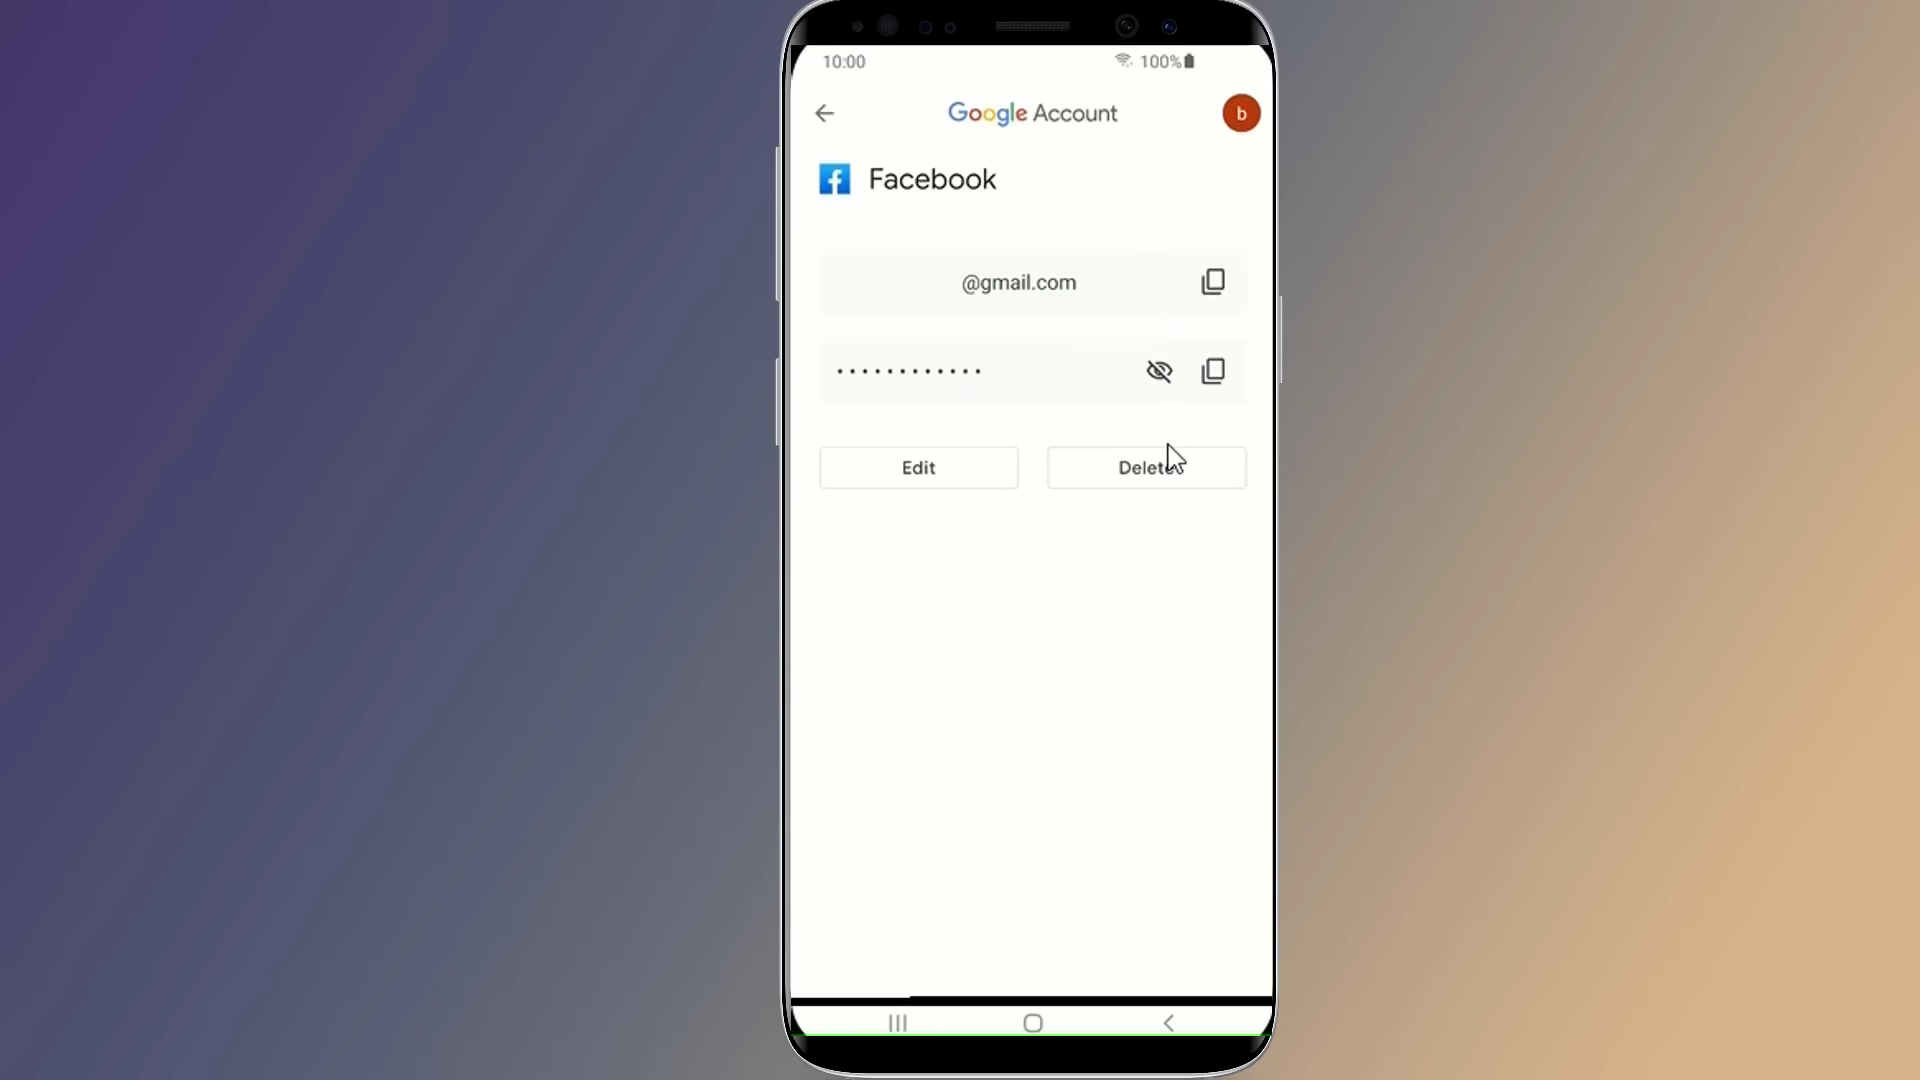 10:00 100%
Google Account b
Facebook
@gmail.com
••••••••••••
Edit Delete